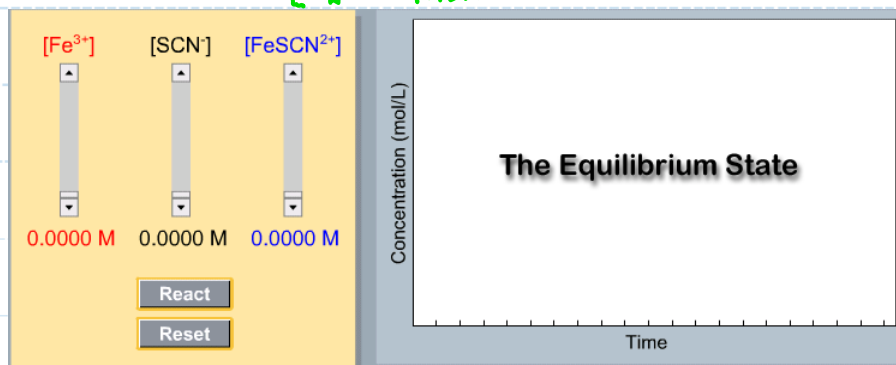 [Fe³⁺] [SCN⁻] [FeSCN²⁺]
0.0000 M 0.0000 M 0.0000 M
React
Reset
Concentration (mol/L)
The Equilibrium State
Time